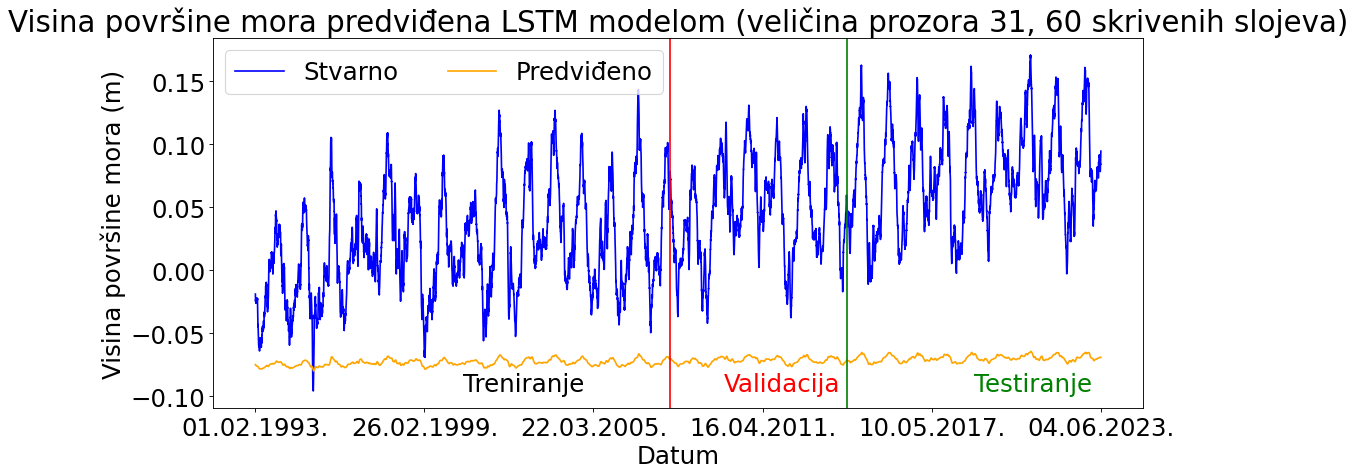 Visina površine mora predviđena LSTM modelom (veličina prozora 31, 60 skrivenih slojeva)
Stvarno
Predviđeno
Visina površine mora (m)
0.15
0.10
0.05
0.00
−0.05
−0.10
Treniranje
Validacija
Testiranje
01.02.1993.
26.02.1999.
22.03.2005.
16.04.2011.
10.05.2017.
04.06.2023.
Datum